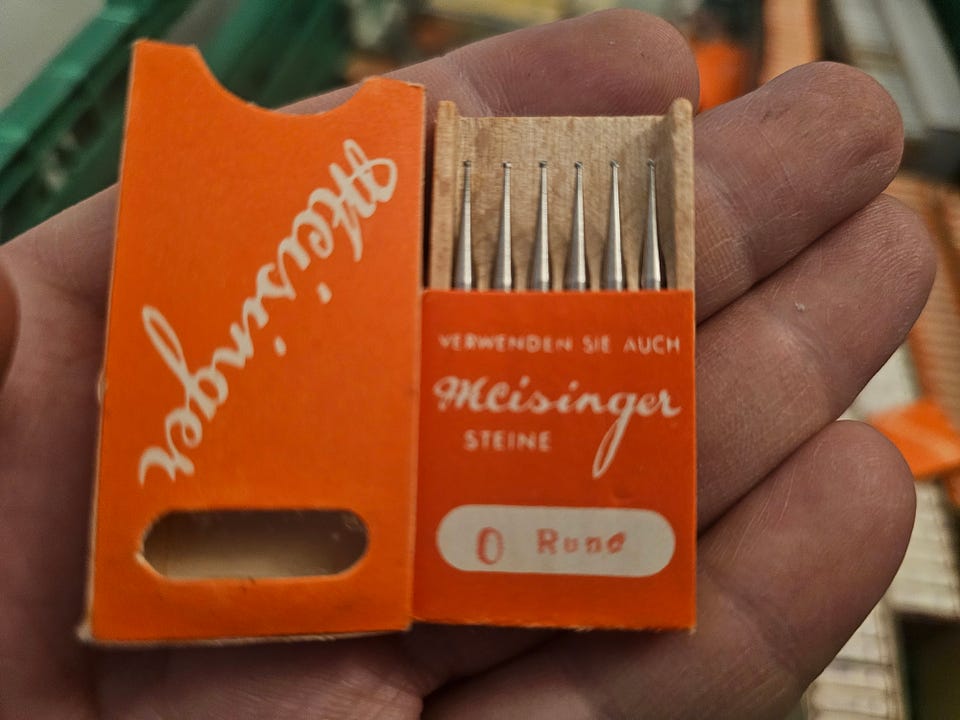 Meisinger
VERWENDEN SIE AUCH
Meisinger
STEINE
0 Rund